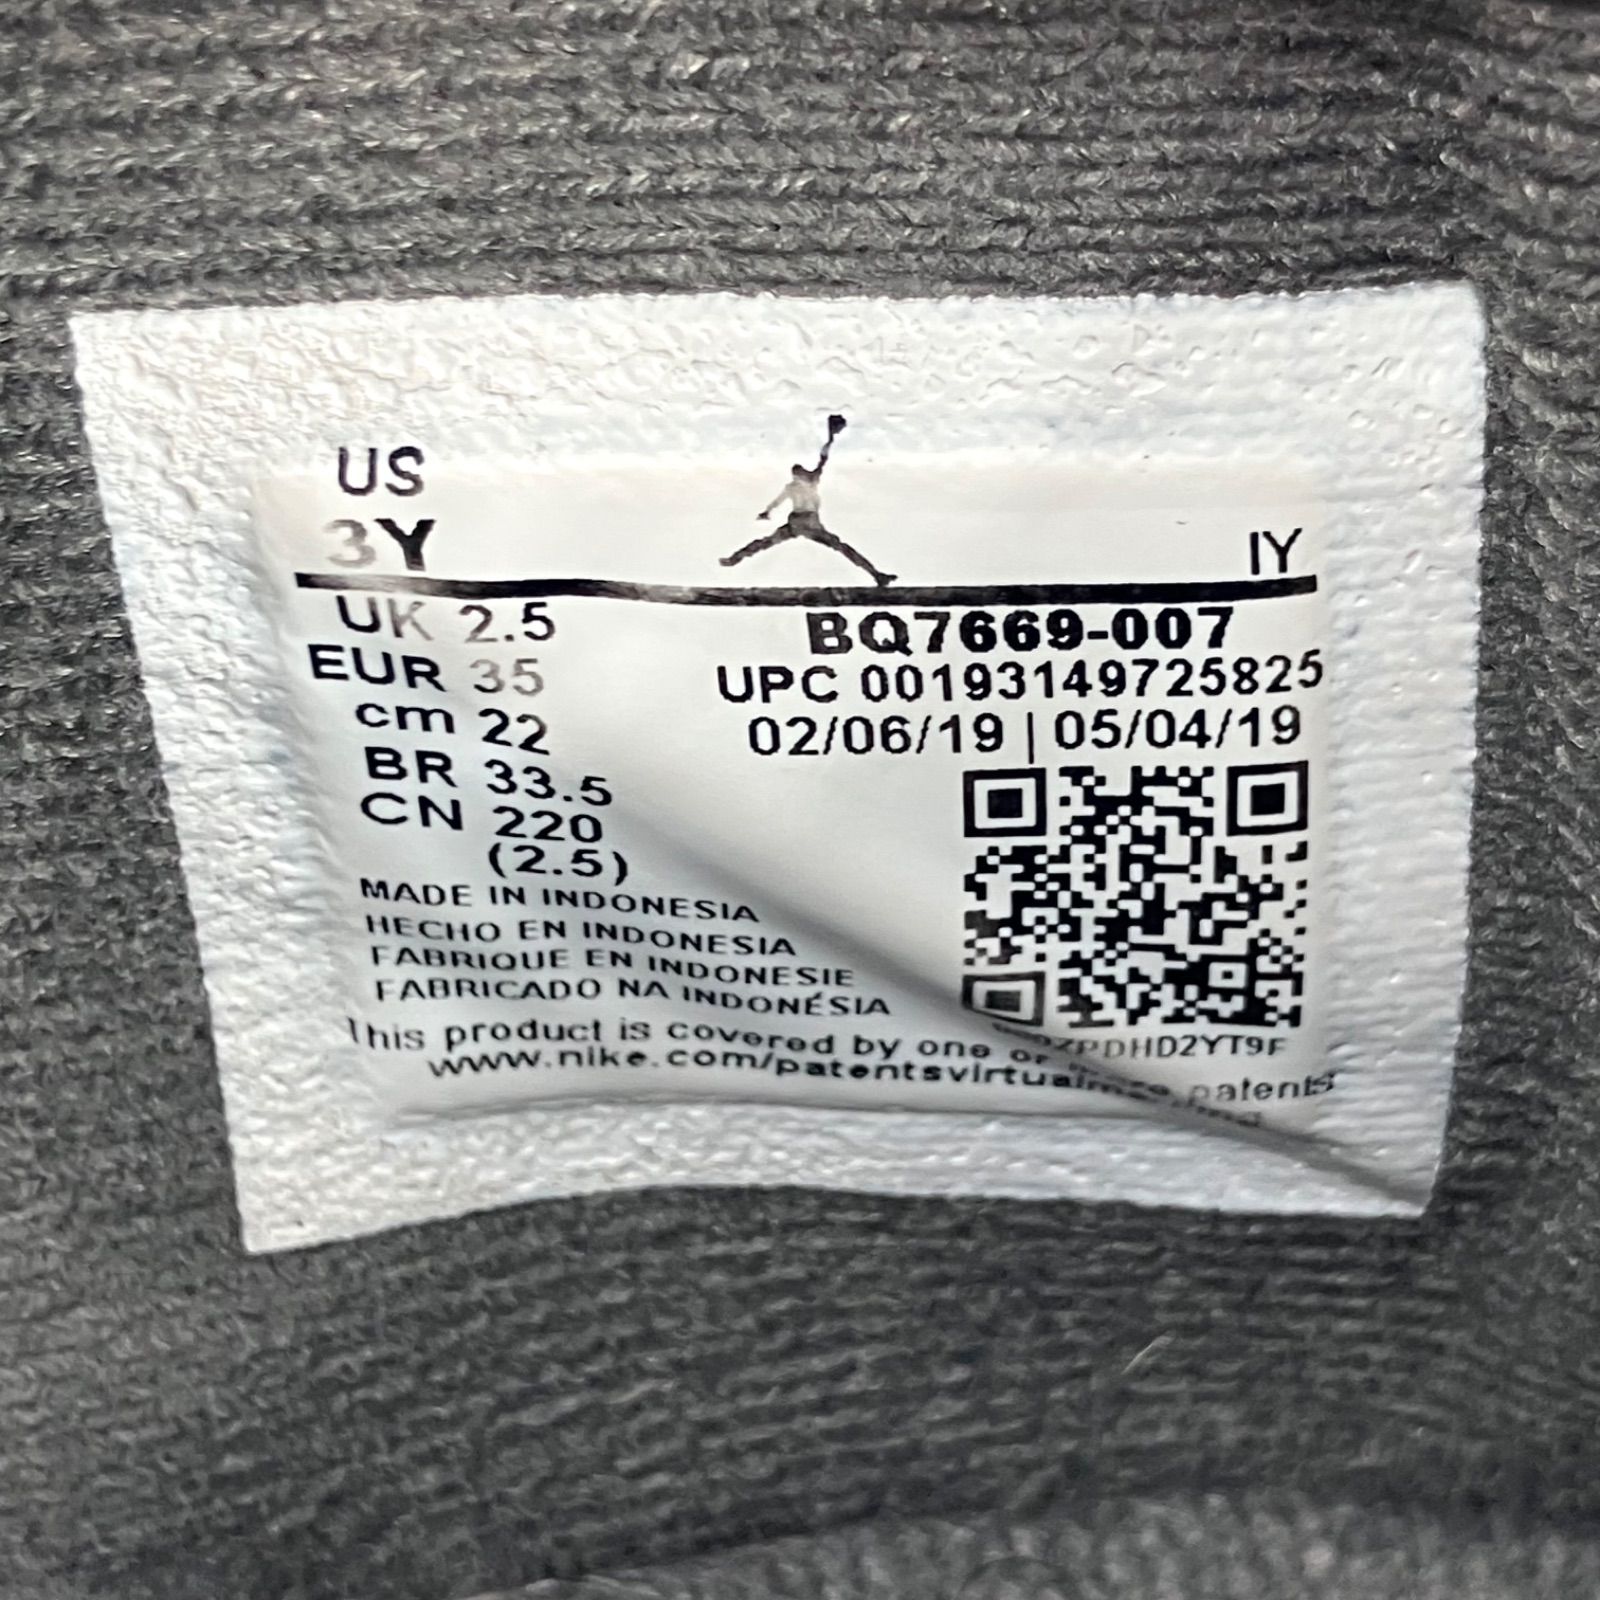 US
3Y
IY
UK 2.5
EUR 35
cm 22
BR 33.5
CN 220
(2.5)
BQ7669-007
UPC 00193149725825
02/06/19 | 05/04/19
MADE IN INDONESIA
HECHO EN INDONESIA
FABRIQUE EN INDONESIE
FABRICADO NA INDONÉSIA
PDHD2YT9F
This product is covered by one or patents
www.nike.com/patentsvirtual